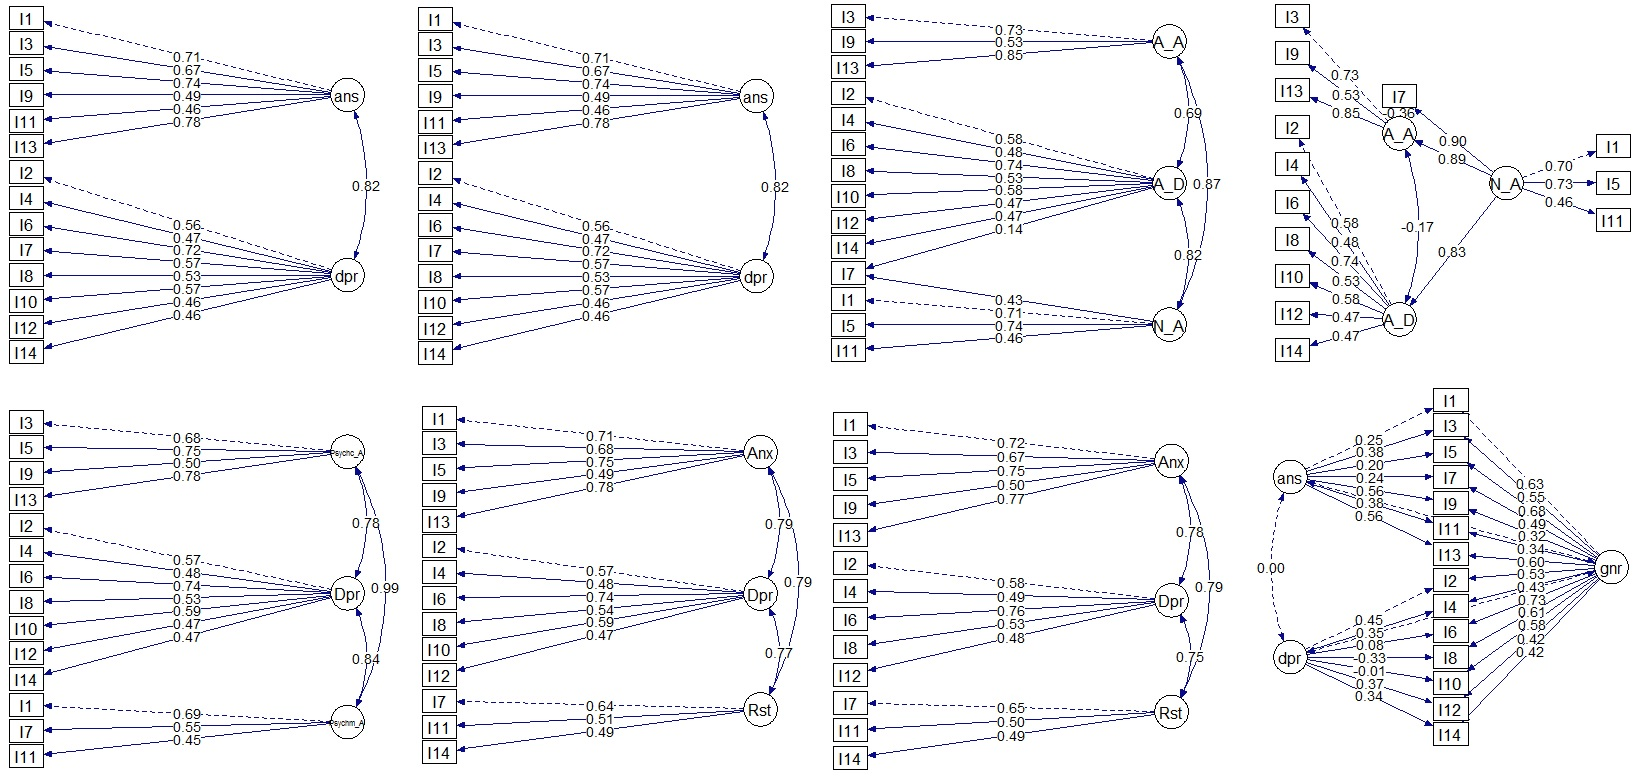 I1
I3
I5
I9
I11
I13
I2
I4
I6
I7
I8
I10
I12
I14
0.71
0.67
0.74
0.49
0.46
0.78
0.56
0.47
0.72
0.57
0.53
0.57
0.46
0.46
ans
dpr
0.82
I1
I3
I5
I9
I11
I13
I2
I4
I6
I7
I8
I10
I12
I14
0.71
0.67
0.74
0.49
0.46
0.78
0.56
0.47
0.72
0.57
0.53
0.57
0.46
0.46
ans
dpr
0.82
I3
I9
I13
I2
I4
I6
I8
I10
I12
I14
I7
I1
I5
I11
0.73
0.53
0.85
0.58
0.48
0.74
0.53
0.58
0.47
0.47
0.14
0.43
0.71
0.74
0.46
A_A
A_D
N_A
0.69
0.87
0.82
I3
I9
I13
I2
I4
I6
I8
I10
I12
I14
0.73
0.53
0.85
I7
-0.36
A_A
0.90
0.89
N_A
0.70
0.73
0.46
I1
I5
I11
-0.17
0.83
0.58
0.48
0.74
0.53
0.58
0.47
0.47
A_D
I3
I5
I9
I13
I2
I4
I6
I8
I10
I12
I14
I1
I7
I11
0.68
0.75
0.50
0.78
0.57
0.48
0.74
0.53
0.59
0.47
0.47
0.69
0.55
0.45
Psychc_A
Dpr
Psychm_A
0.78
0.99
0.84
I1
I3
I5
I9
I13
I2
I4
I6
I8
I10
I12
I7
I11
I14
0.71
0.68
0.75
0.49
0.78
0.57
0.48
0.74
0.54
0.59
0.47
0.64
0.51
0.49
Anx
Dpr
Rst
0.79
0.79
0.77
I1
I3
I5
I9
I13
I2
I4
I6
I8
I12
I7
I11
I14
0.72
0.67
0.75
0.50
0.77
0.58
0.49
0.76
0.53
0.48
0.65
0.50
0.49
Anx
Dpr
Rst
0.78
0.79
0.75
ans
dpr
0.00
0.25
0.38
0.20
0.24
0.56
0.38
0.56
0.45
0.35
0.08
-0.33
-0.01
0.37
0.34
I1
I3
I5
I7
I9
I11
I13
I2
I4
I6
I8
I10
I12
I14
0.63
0.55
0.68
0.49
0.32
0.34
0.60
0.53
0.43
0.73
0.61
0.58
0.42
0.42
gnr